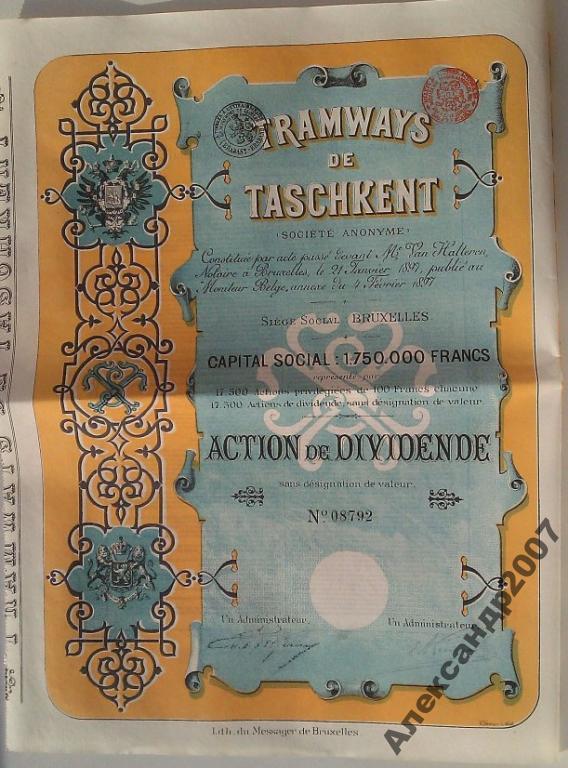 TRAMWAYS
DE
TASCHKENT
(SOCIÉTÉ ANONYME)
Constituée par acte passé devant Mᵗʳᵉ Van Halteren,
Notaire à Bruxelles, le 21 Janvier 1897, publié au
Moniteur Belge, annexe du 4 Février 1897
SIÈGE SOCIAL BRUXELLES
CAPITAL SOCIAL : 1.750.000 FRANCS
représenté par
17.500 Actions privilégiées de 100 Francs chacune
17.500 Actions de dividende, sans désignation de valeur.
ACTION DE DIVIDENDE
sans désignation de valeur.
Nº 08792
Un Administrateur, Un Administrateur,
Lith. du Messager de Bruxelles.
Александр2007